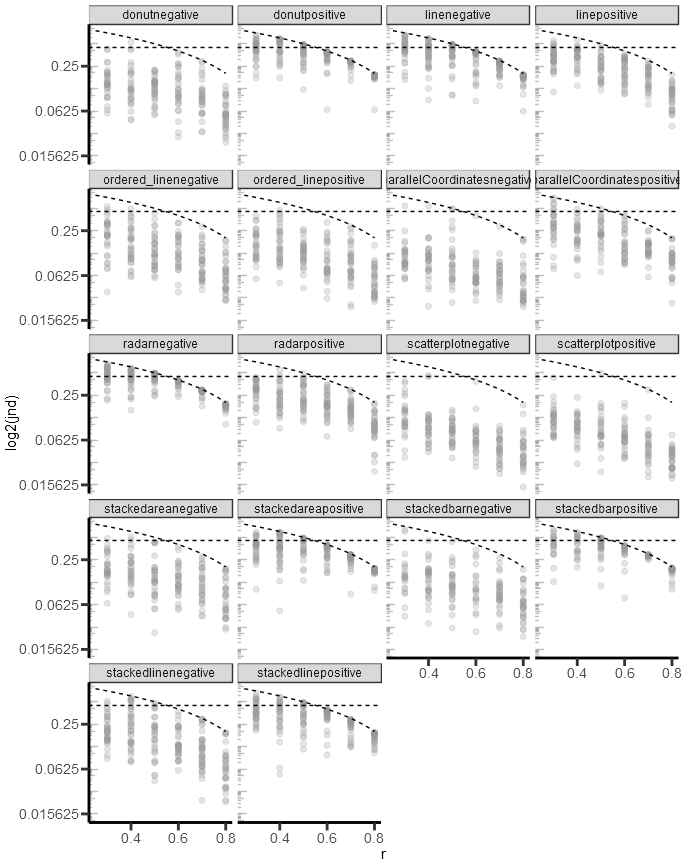 donutnegative donutpositive linenegative linepositive
0.25
0.0625
0.015625
ordered_linenegative ordered_linepositive parallelCoordinatesnegative parallelCoordinatespositive
0.25
0.0625
0.015625
radarnegative radarpositive scatterplotnegative scatterplotpositive
0.25
0.0625
0.015625
log2(jnd)
stackedareanegative stackedareapositive stackedbarnegative stackedbarpositive
0.25
0.0625
0.015625
0.4 0.6 0.8 0.4 0.6 0.8
stackedlinenegative stackedlinepositive
0.25
0.0625
0.015625
0.4 0.6 0.8 0.4 0.6 0.8
r